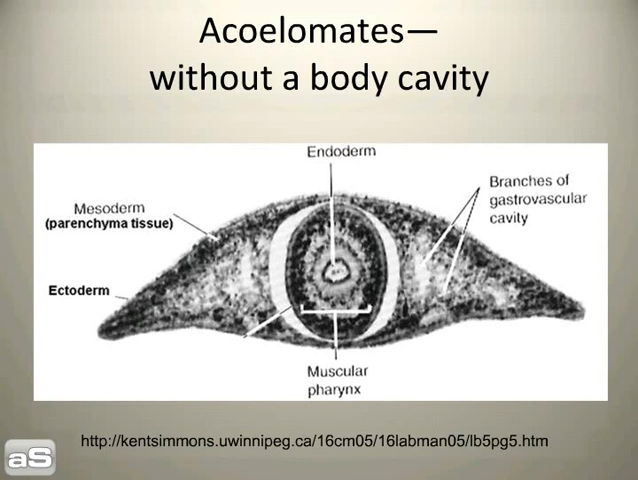 Acoelomates—
without a body cavity
Endoderm
Branches of
gastrovascular
cavity
Mesoderm
(parenchyma tissue)
Ectoderm
Muscular
pharynx
http://kentsimmons.uwinnipeg.ca/16cm05/16labman05/lb5pg5.htm
aS